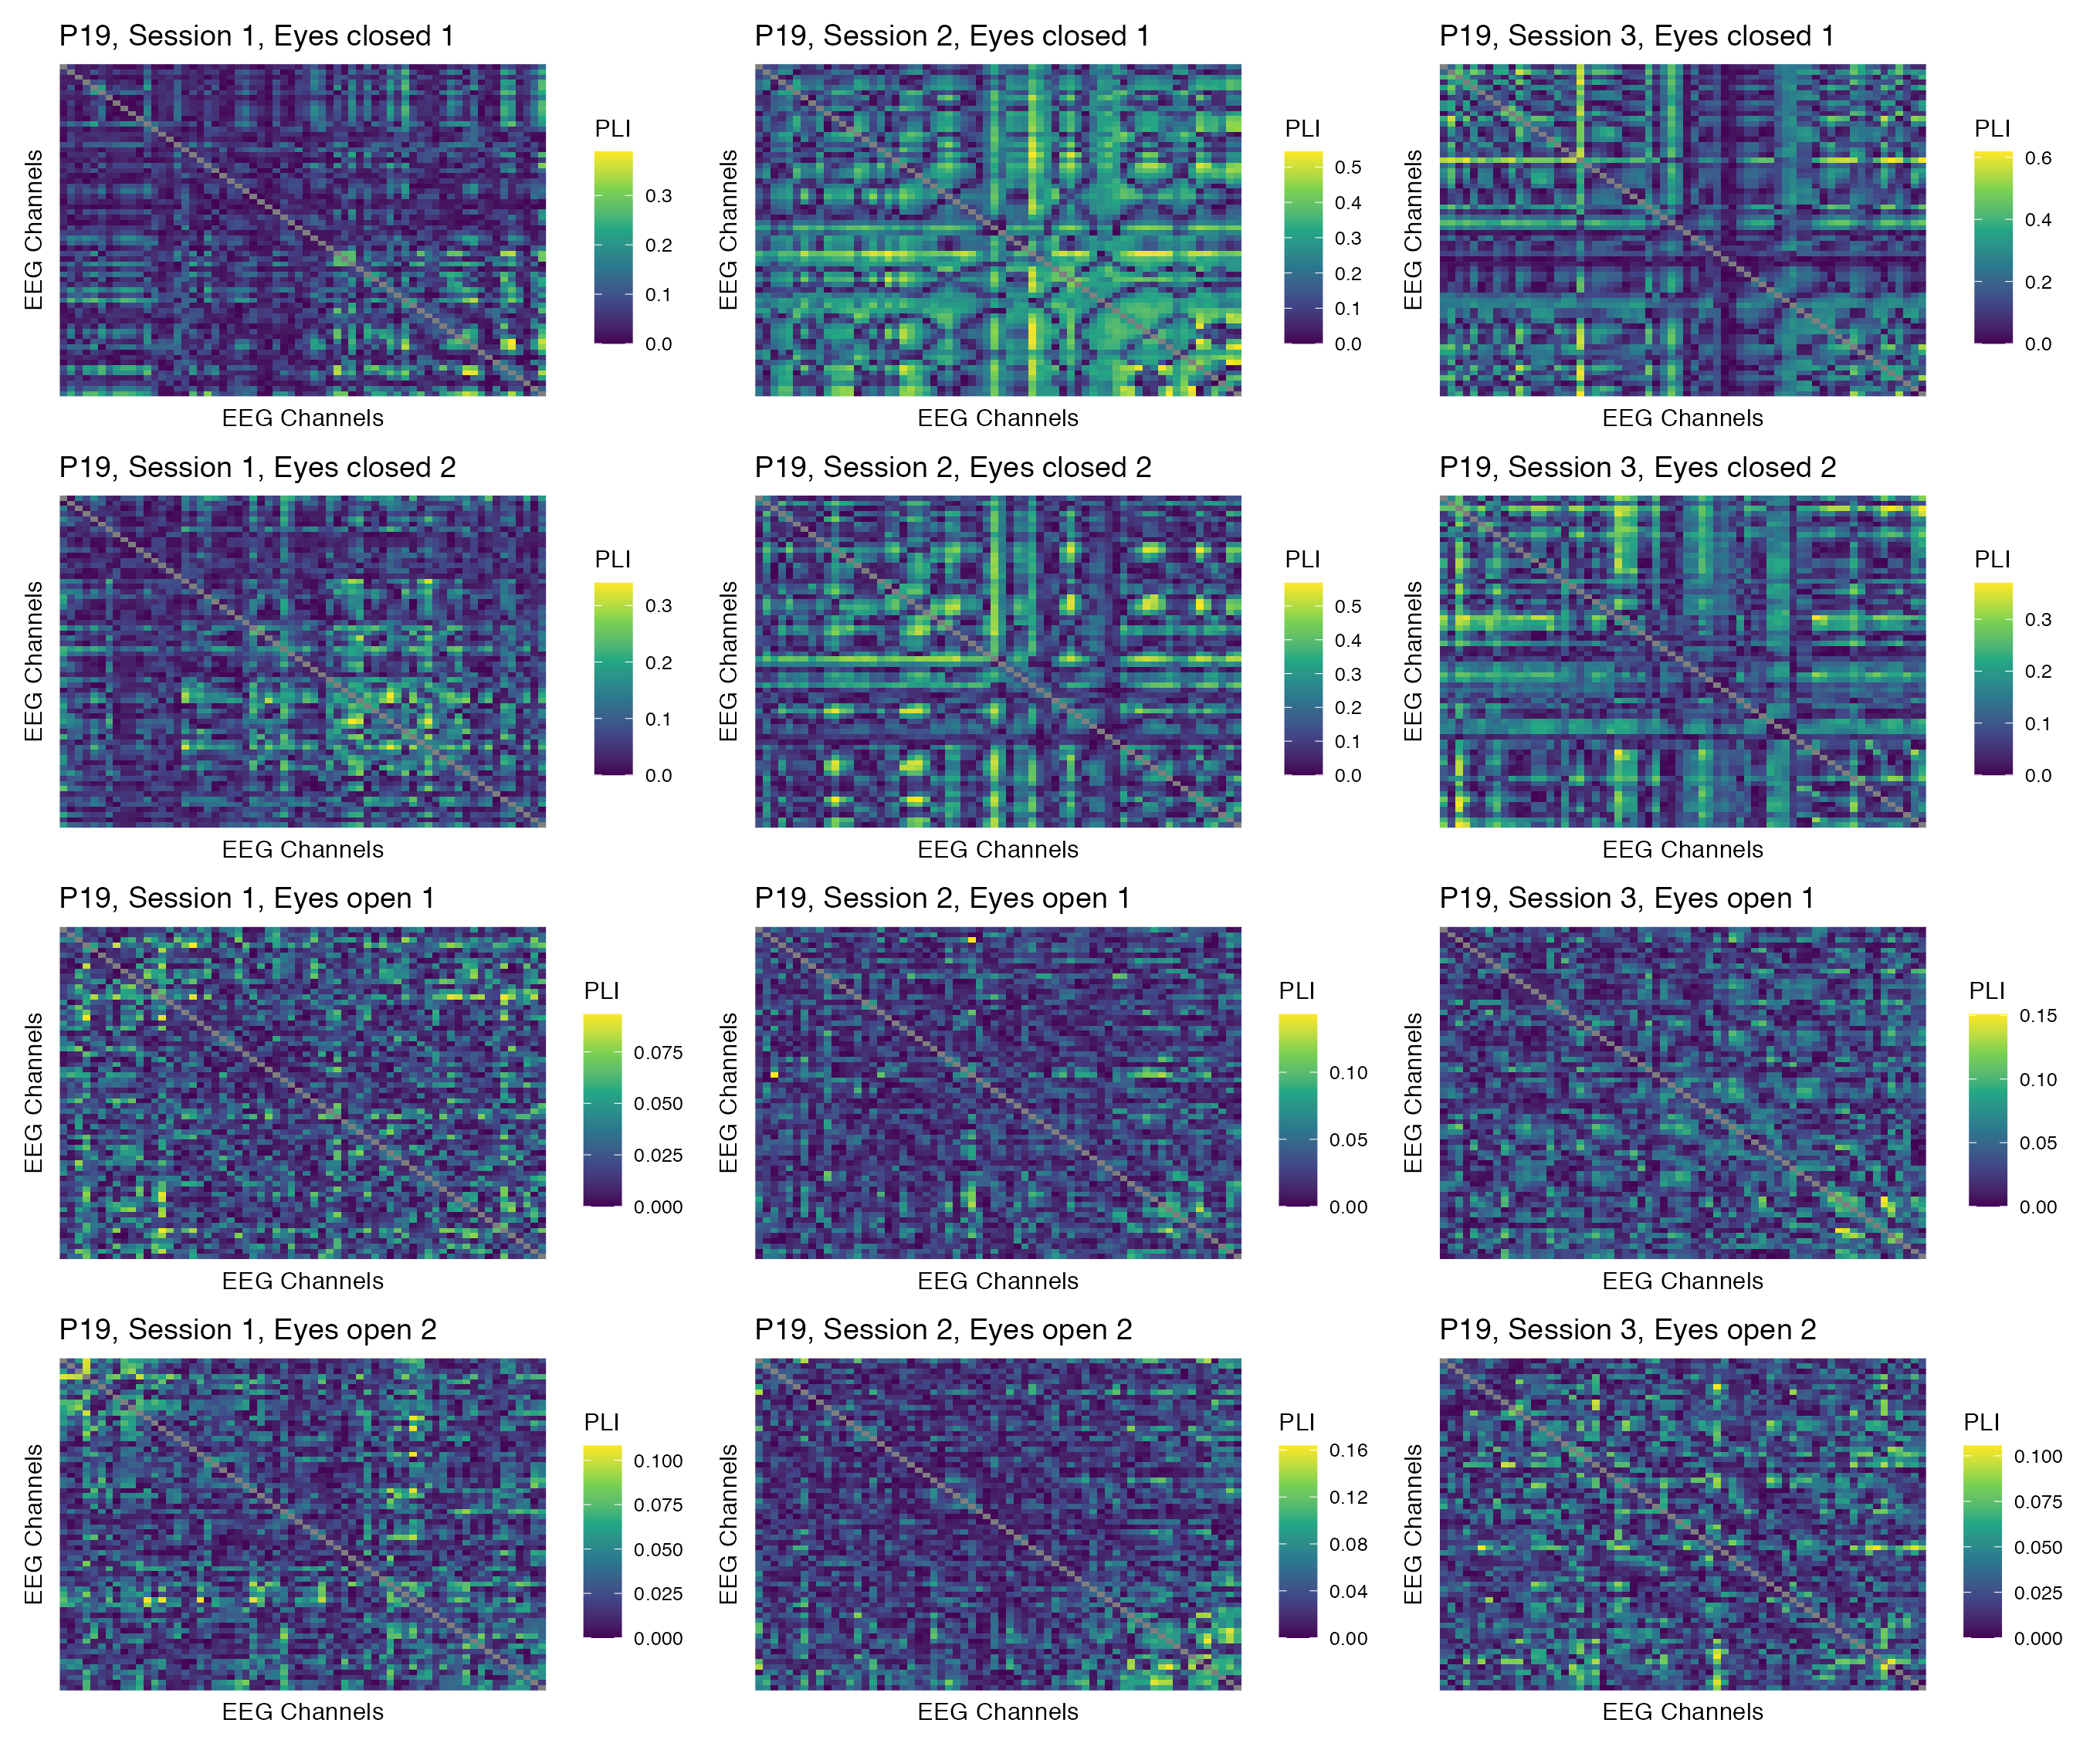 P19, Session 1, Eyes closed 1
EEG Channels
EEG Channels
PLI
0.3
0.2
0.1
0.0
P19, Session 2, Eyes closed 1
EEG Channels
EEG Channels
PLI
0.5
0.4
0.3
0.2
0.1
0.0
P19, Session 3, Eyes closed 1
EEG Channels
EEG Channels
PLI
0.6
0.4
0.2
0.0
P19, Session 1, Eyes closed 2
EEG Channels
EEG Channels
PLI
0.3
0.2
0.1
0.0
P19, Session 2, Eyes closed 2
EEG Channels
EEG Channels
PLI
0.5
0.4
0.3
0.2
0.1
0.0
P19, Session 3, Eyes closed 2
EEG Channels
EEG Channels
PLI
0.3
0.2
0.1
0.0
P19, Session 1, Eyes open 1
EEG Channels
EEG Channels
PLI
0.075
0.050
0.025
0.000
P19, Session 2, Eyes open 1
EEG Channels
EEG Channels
PLI
0.10
0.05
0.00
P19, Session 3, Eyes open 1
EEG Channels
EEG Channels
PLI
0.15
0.10
0.05
0.00
P19, Session 1, Eyes open 2
EEG Channels
EEG Channels
PLI
0.100
0.075
0.050
0.025
0.000
P19, Session 2, Eyes open 2
EEG Channels
EEG Channels
PLI
0.16
0.12
0.08
0.04
0.00
P19, Session 3, Eyes open 2
EEG Channels
EEG Channels
PLI
0.100
0.075
0.050
0.025
0.000